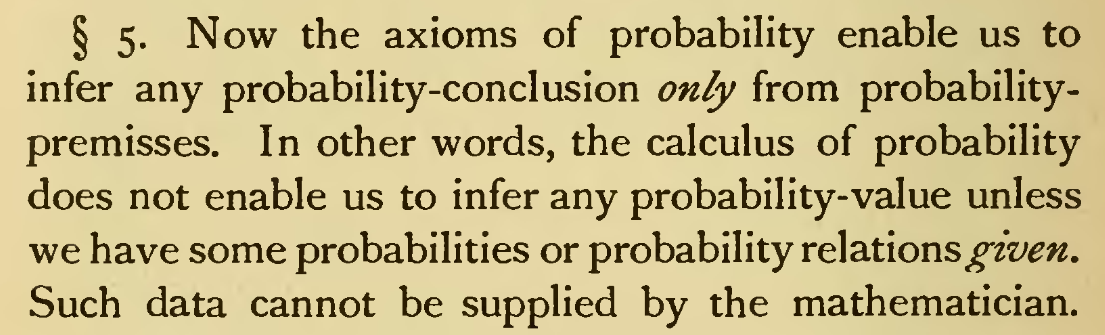 § 5. Now the axioms of probability enable us to
infer any probability-conclusion only from probability-
premisses. In other words, the calculus of probability
does not enable us to infer any probability-value unless
we have some probabilities or probability relations given.
Such data cannot be supplied by the mathematician.